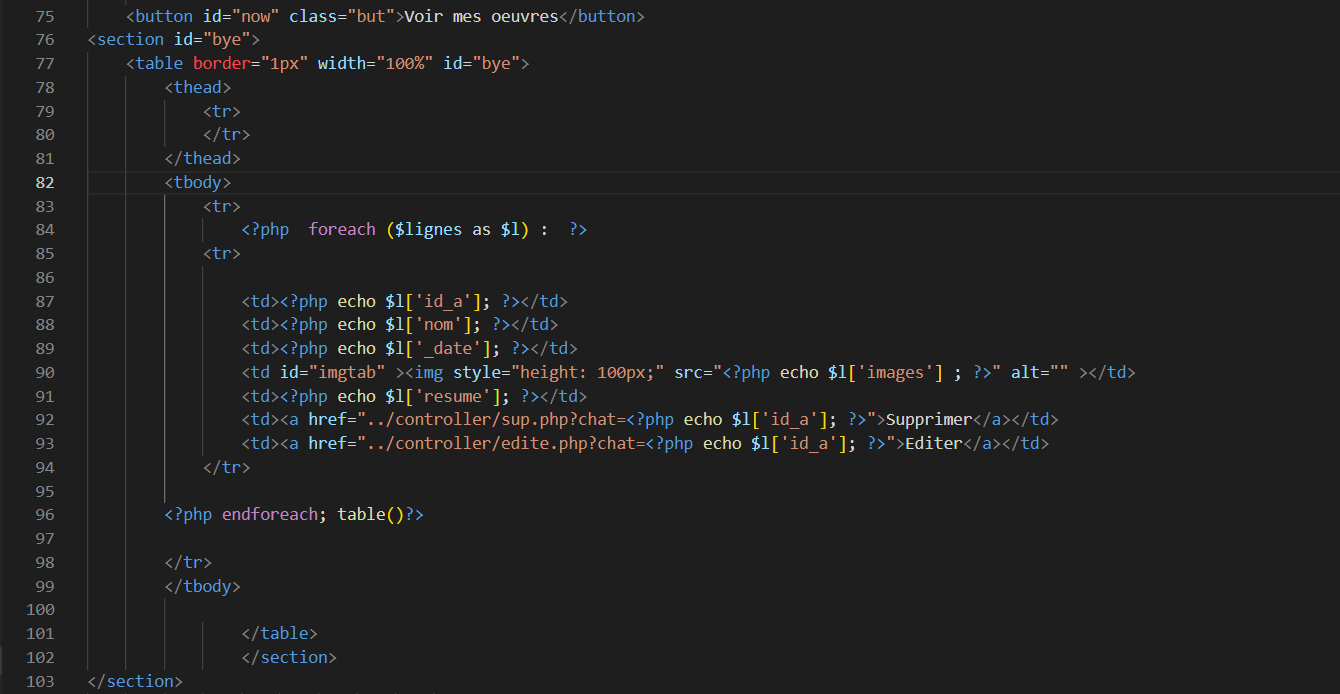 75 <button id="now" class="but">Voir mes oeuvres</button>
76 <section id="bye">
77 <table border="1px" width="100%" id="bye">
78 <thead>
79 <tr>
80 </tr>
81 </thead>
82 <tbody>
83 <tr>
84 <?php  foreach ($lignes as $l) :  ?>
85 <tr>
86
87 <td><?php echo $l['id_a']; ?></td>
88 <td><?php echo $l['nom']; ?></td>
89 <td><?php echo $l['_date']; ?></td>
90 <td id="imgtab" ><img style="height: 100px;" src="<?php echo $l['images'] ; ?>" alt="" ></td>
91 <td><?php echo $l['resume']; ?></td>
92 <td><a href="../controller/sup.php?chat=<?php echo $l['id_a']; ?>">Supprimer</a></td>
93 <td><a href="../controller/edite.php?chat=<?php echo $l['id_a']; ?>">Editer</a></td>
94 </tr>
95
96 <?php endforeach; table()?>
97
98 </tr>
99 </tbody>
100
101 </table>
102 </section>
103 </section>